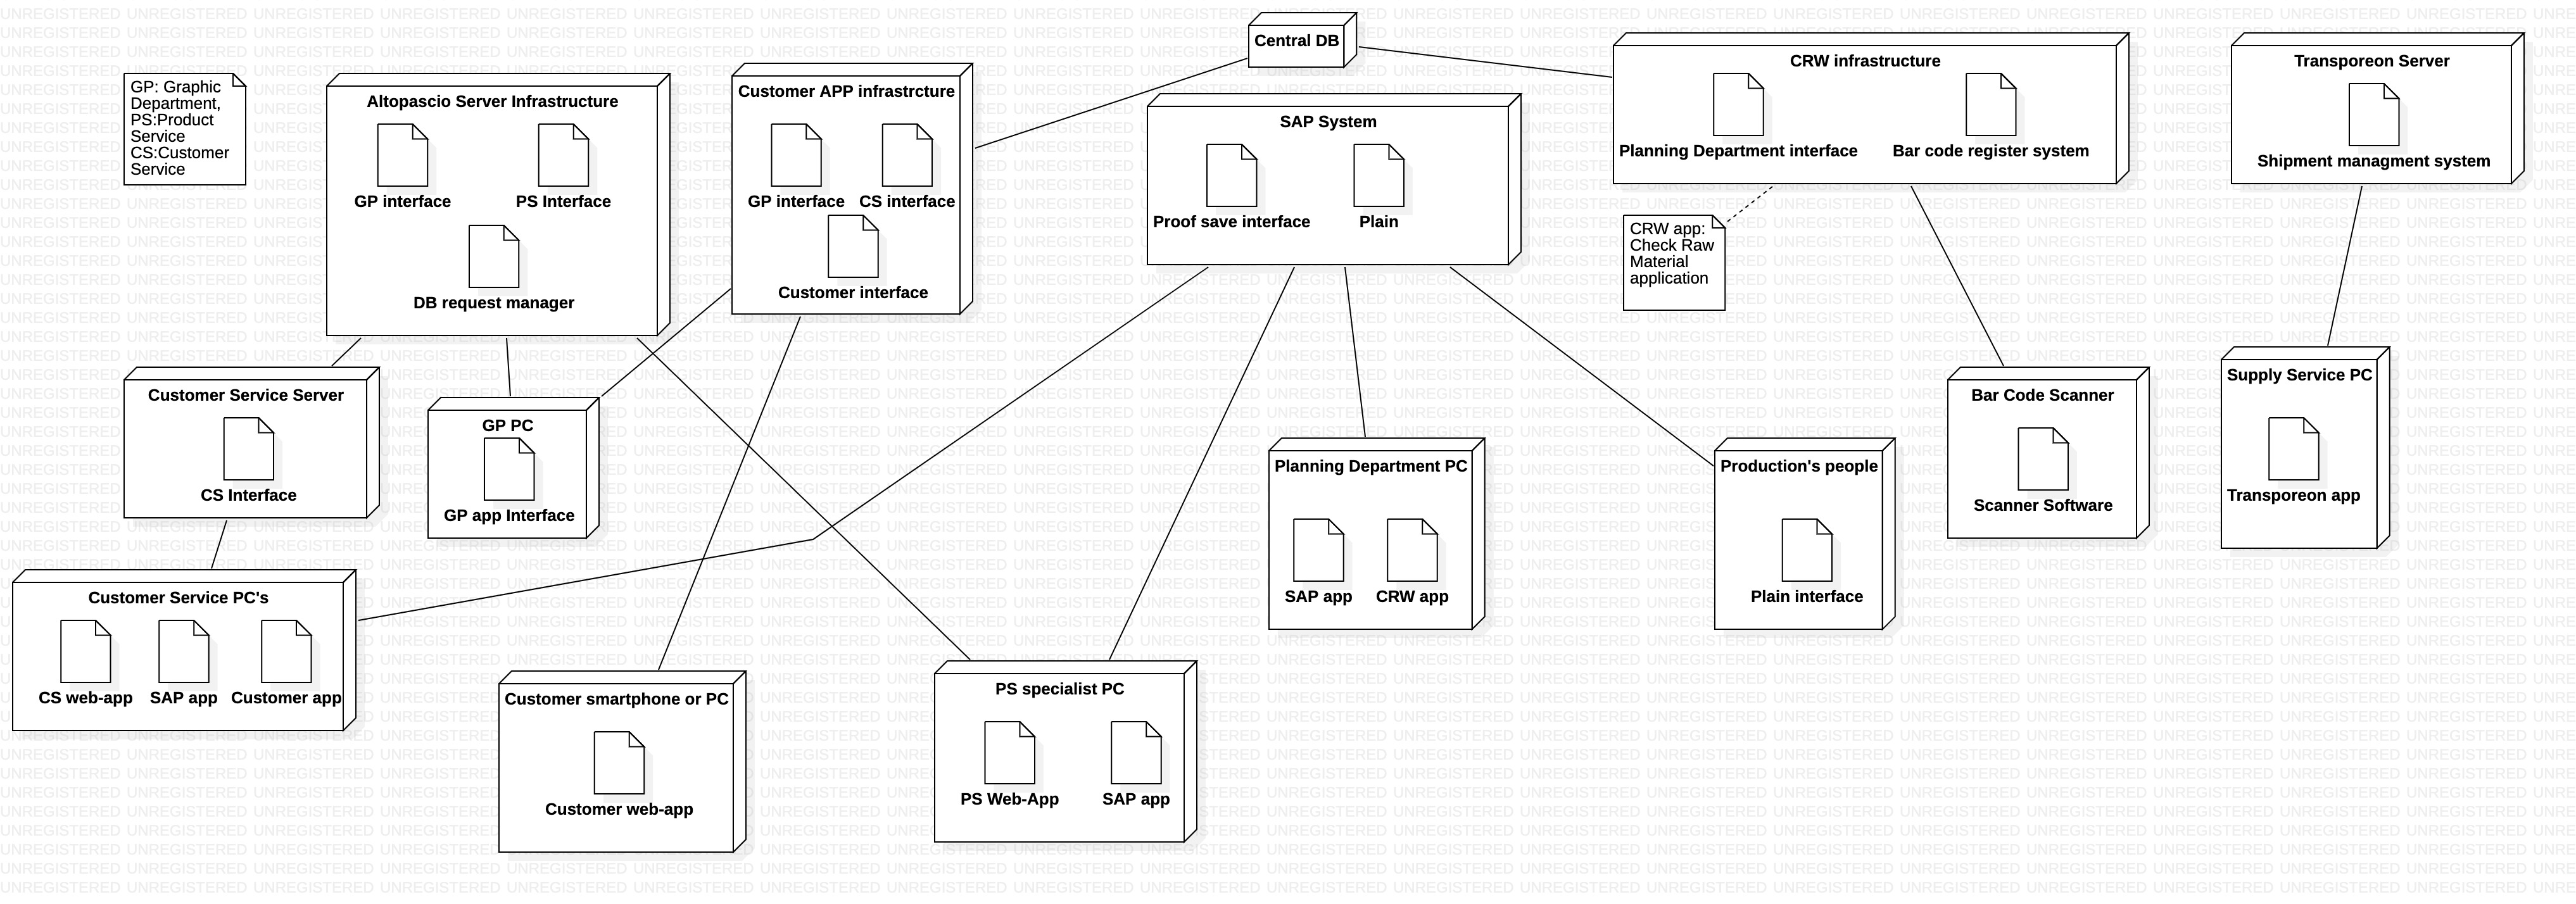 Central DB
GP: Graphic
Department,
PS:Product
Service
CS:Customer
Service
Altopascio Server Infrastructure
GP interface
PS Interface
DB request manager
Customer APP infrastrcture
GP interface
CS interface
Customer interface
SAP System
Proof save interface
Plain
CRW infrastructure
Planning Department interface
Bar code register system
Transporeon Server
Shipment managment system
CRW app:
Check Raw
Material
application
Customer Service Server
CS Interface
GP PC
GP app Interface
Planning Department PC
SAP app
CRW app
Production's people
Plain interface
Bar Code Scanner
Scanner Software
Supply Service PC
Transporeon app
Customer Service PC's
CS web-app
SAP app
Customer app
Customer smartphone or PC
Customer web-app
PS specialist PC
PS Web-App
SAP app
UNREGISTERED